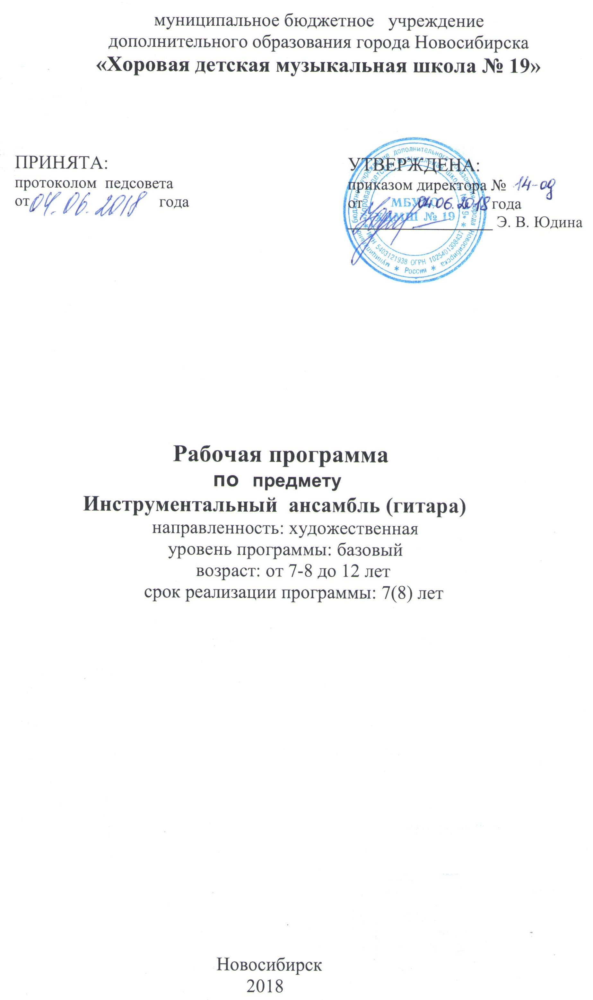 муниципальное бюджетное учреждение
дополнительного образования города Новосибирска
«Хоровая детская музыкальная школа № 19»
ПРИНЯТА:
протоколом педсовета
от 04.06.2018 года
УТВЕРЖДЕНА:
приказом директора № 14-од
от 04.06.2018 года
Э. В. Юдина
муниципальное бюджетное учреждение дополнительного образования города Новосибирска
* Россия *
«Хоровая детская музыкальная школа № 19»
* ИНН 5403121938 ОГРН 1025401308437 *
МБУДО
ХДМШ № 19
Рабочая программа
по предмету
Инструментальный ансамбль (гитара)
направленность: художественная
уровень программы: базовый
возраст: от 7-8 до 12 лет
срок реализации программы: 7(8) лет
Новосибирск
2018